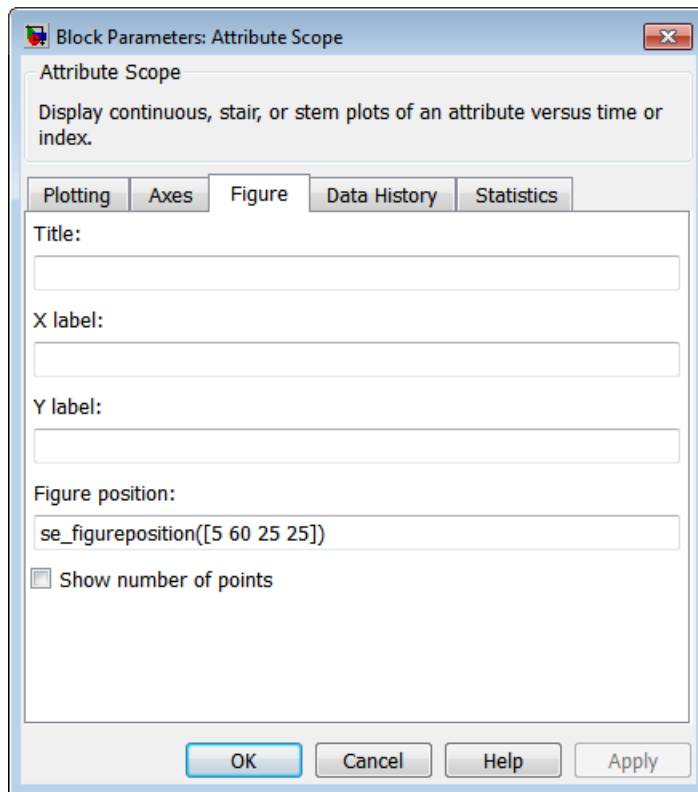 Block Parameters: Attribute Scope
Attribute Scope
Display continuous, stair, or stem plots of an attribute versus time or
index.
Plotting Axes Figure Data History Statistics
Title:
X label:
Y label:
Figure position:
se_figureposition([5 60 25 25])
Show number of points
OK Cancel Help Apply